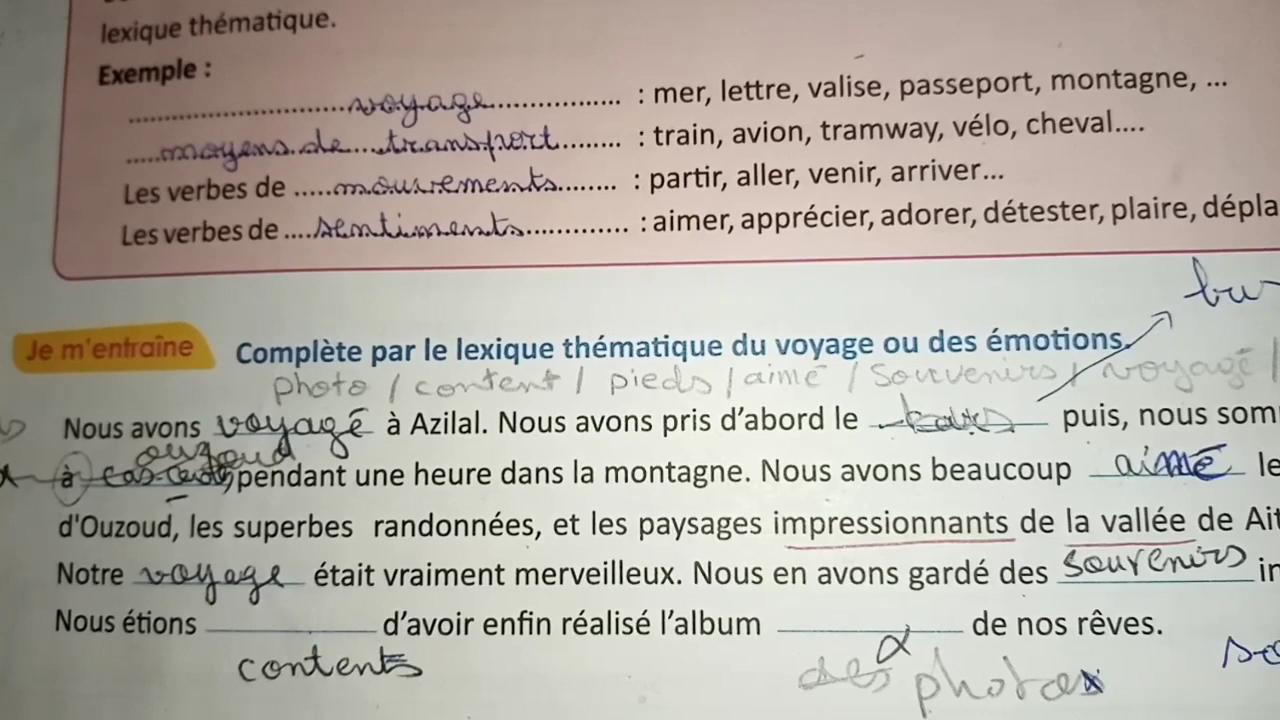 lexique thématique.
Exemple :
......................voyage................ : mer, lettre, valise, passeport, montagne, ...
.....moyens de...transport......... : train, avion, tramway, vélo, cheval....
Les verbes de .....mouvements........ : partir, aller, venir, arriver...
Les verbes de ....sentiments............. : aimer, apprécier, adorer, détester, plaire, dépla
Je m'entraîne Complète par le lexique thématique du voyage ou des émotions.
photo / content / pieds / aimé / Souvenirs / voyagé /
Nous avons voyagé à Azilal. Nous avons pris d'abord le puis, nous som
ouzoud
à pendant une heure dans la montagne. Nous avons beaucoup aimé le
d'Ouzoud, les superbes randonnées, et les paysages impressionnants de la vallée de Ait
Notre voyage était vraiment merveilleux. Nous en avons gardé des souvenirs in
Nous étions d'avoir enfin réalisé l'album de nos rêves.
contents des photos